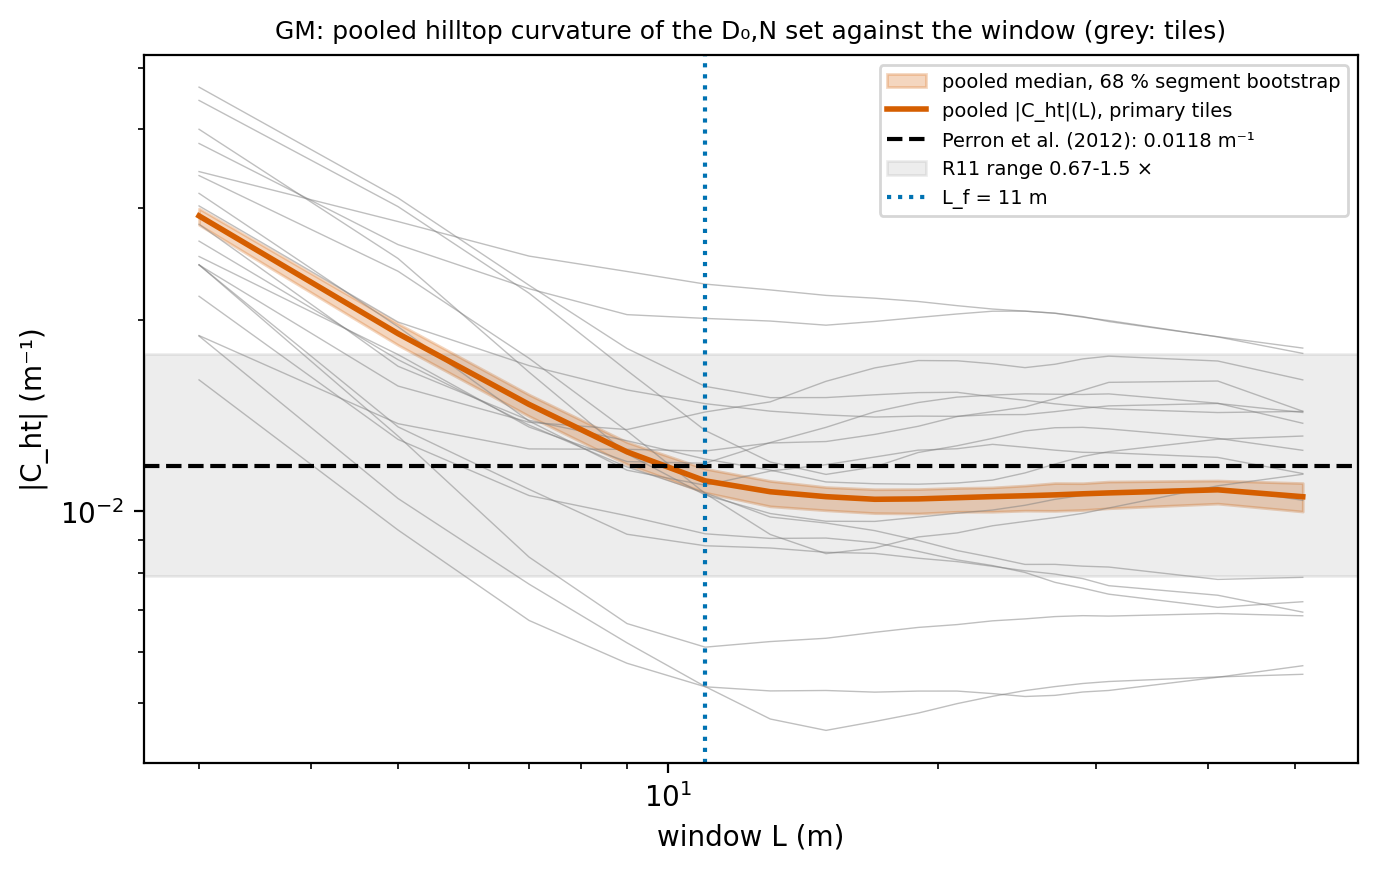 GM: pooled hilltop curvature of the D₀,N set against the window (grey: tiles)
pooled median, 68 % segment bootstrap
pooled |C_ht|(L), primary tiles
Perron et al. (2012): 0.0118 m⁻¹
R11 range 0.67-1.5 ×
L_f = 11 m
|C_ht| (m⁻¹)
10⁻²
10¹
window L (m)